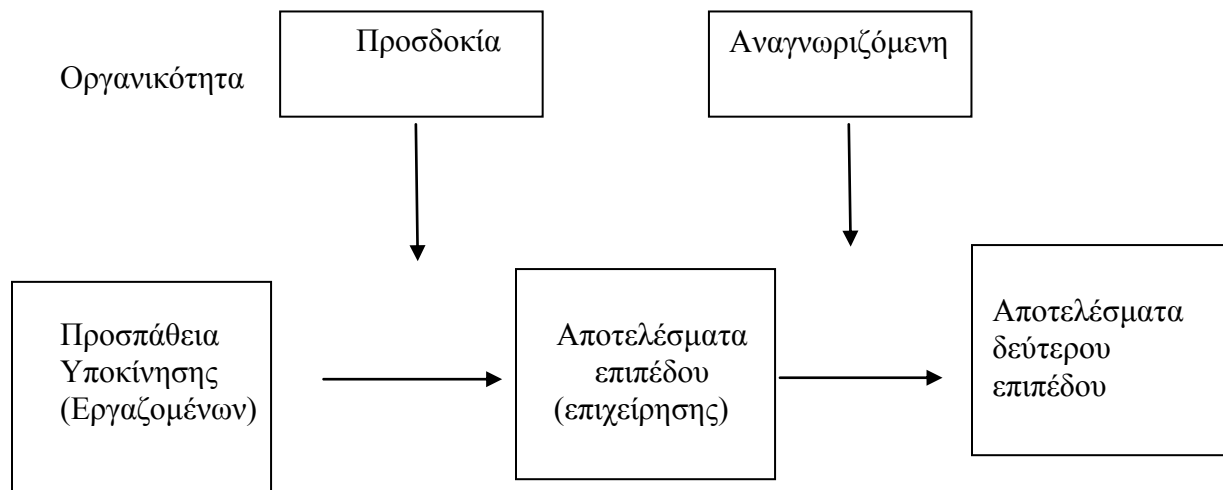 Προσδοκία
Αναγνωριζόμενη
Οργανικότητα
Προσπάθεια
Υποκίνησης
(Εργαζομένων)
Αποτελέσματα
επιπέδου
(επιχείρησης)
Αποτελέσματα
δεύτερου
επιπέδου